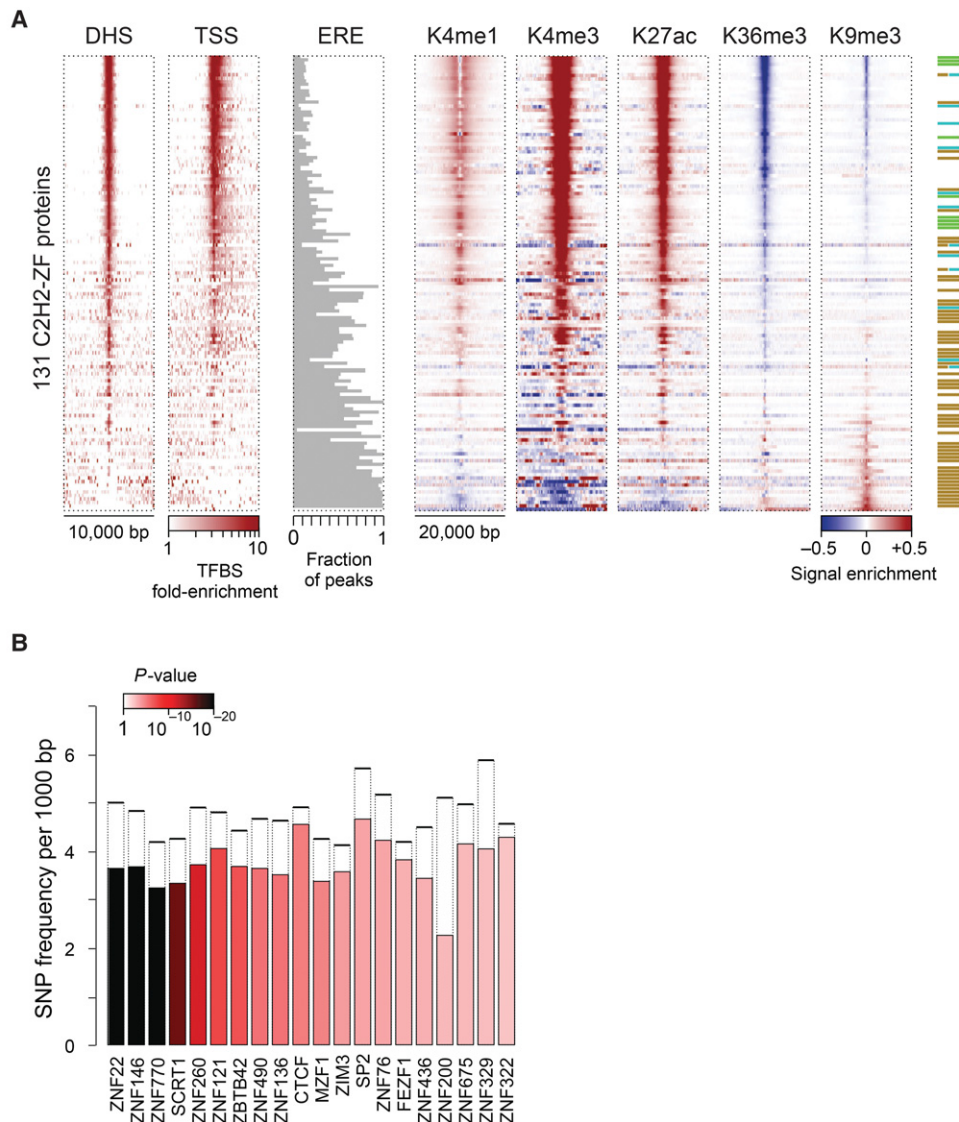 A
DHS TSS ERE K4me1 K4me3 K27ac K36me3 K9me3
131 C2H2-ZF proteins
10,000 bp
1 10
TFBS
fold-enrichment
0 1
Fraction
of peaks
20,000 bp
–0.5 0 +0.5
Signal enrichment
B
P-value
1 10–10 10–20
SNP frequency per 1000 bp
6
4
2
0
ZNF22
ZNF146
ZNF770
SCRT1
ZNF260
ZNF121
ZBTB42
ZNF490
ZNF136
CTCF
MZF1
ZIM3
SP2
ZNF76
FEZF1
ZNF436
ZNF200
ZNF675
ZNF329
ZNF322